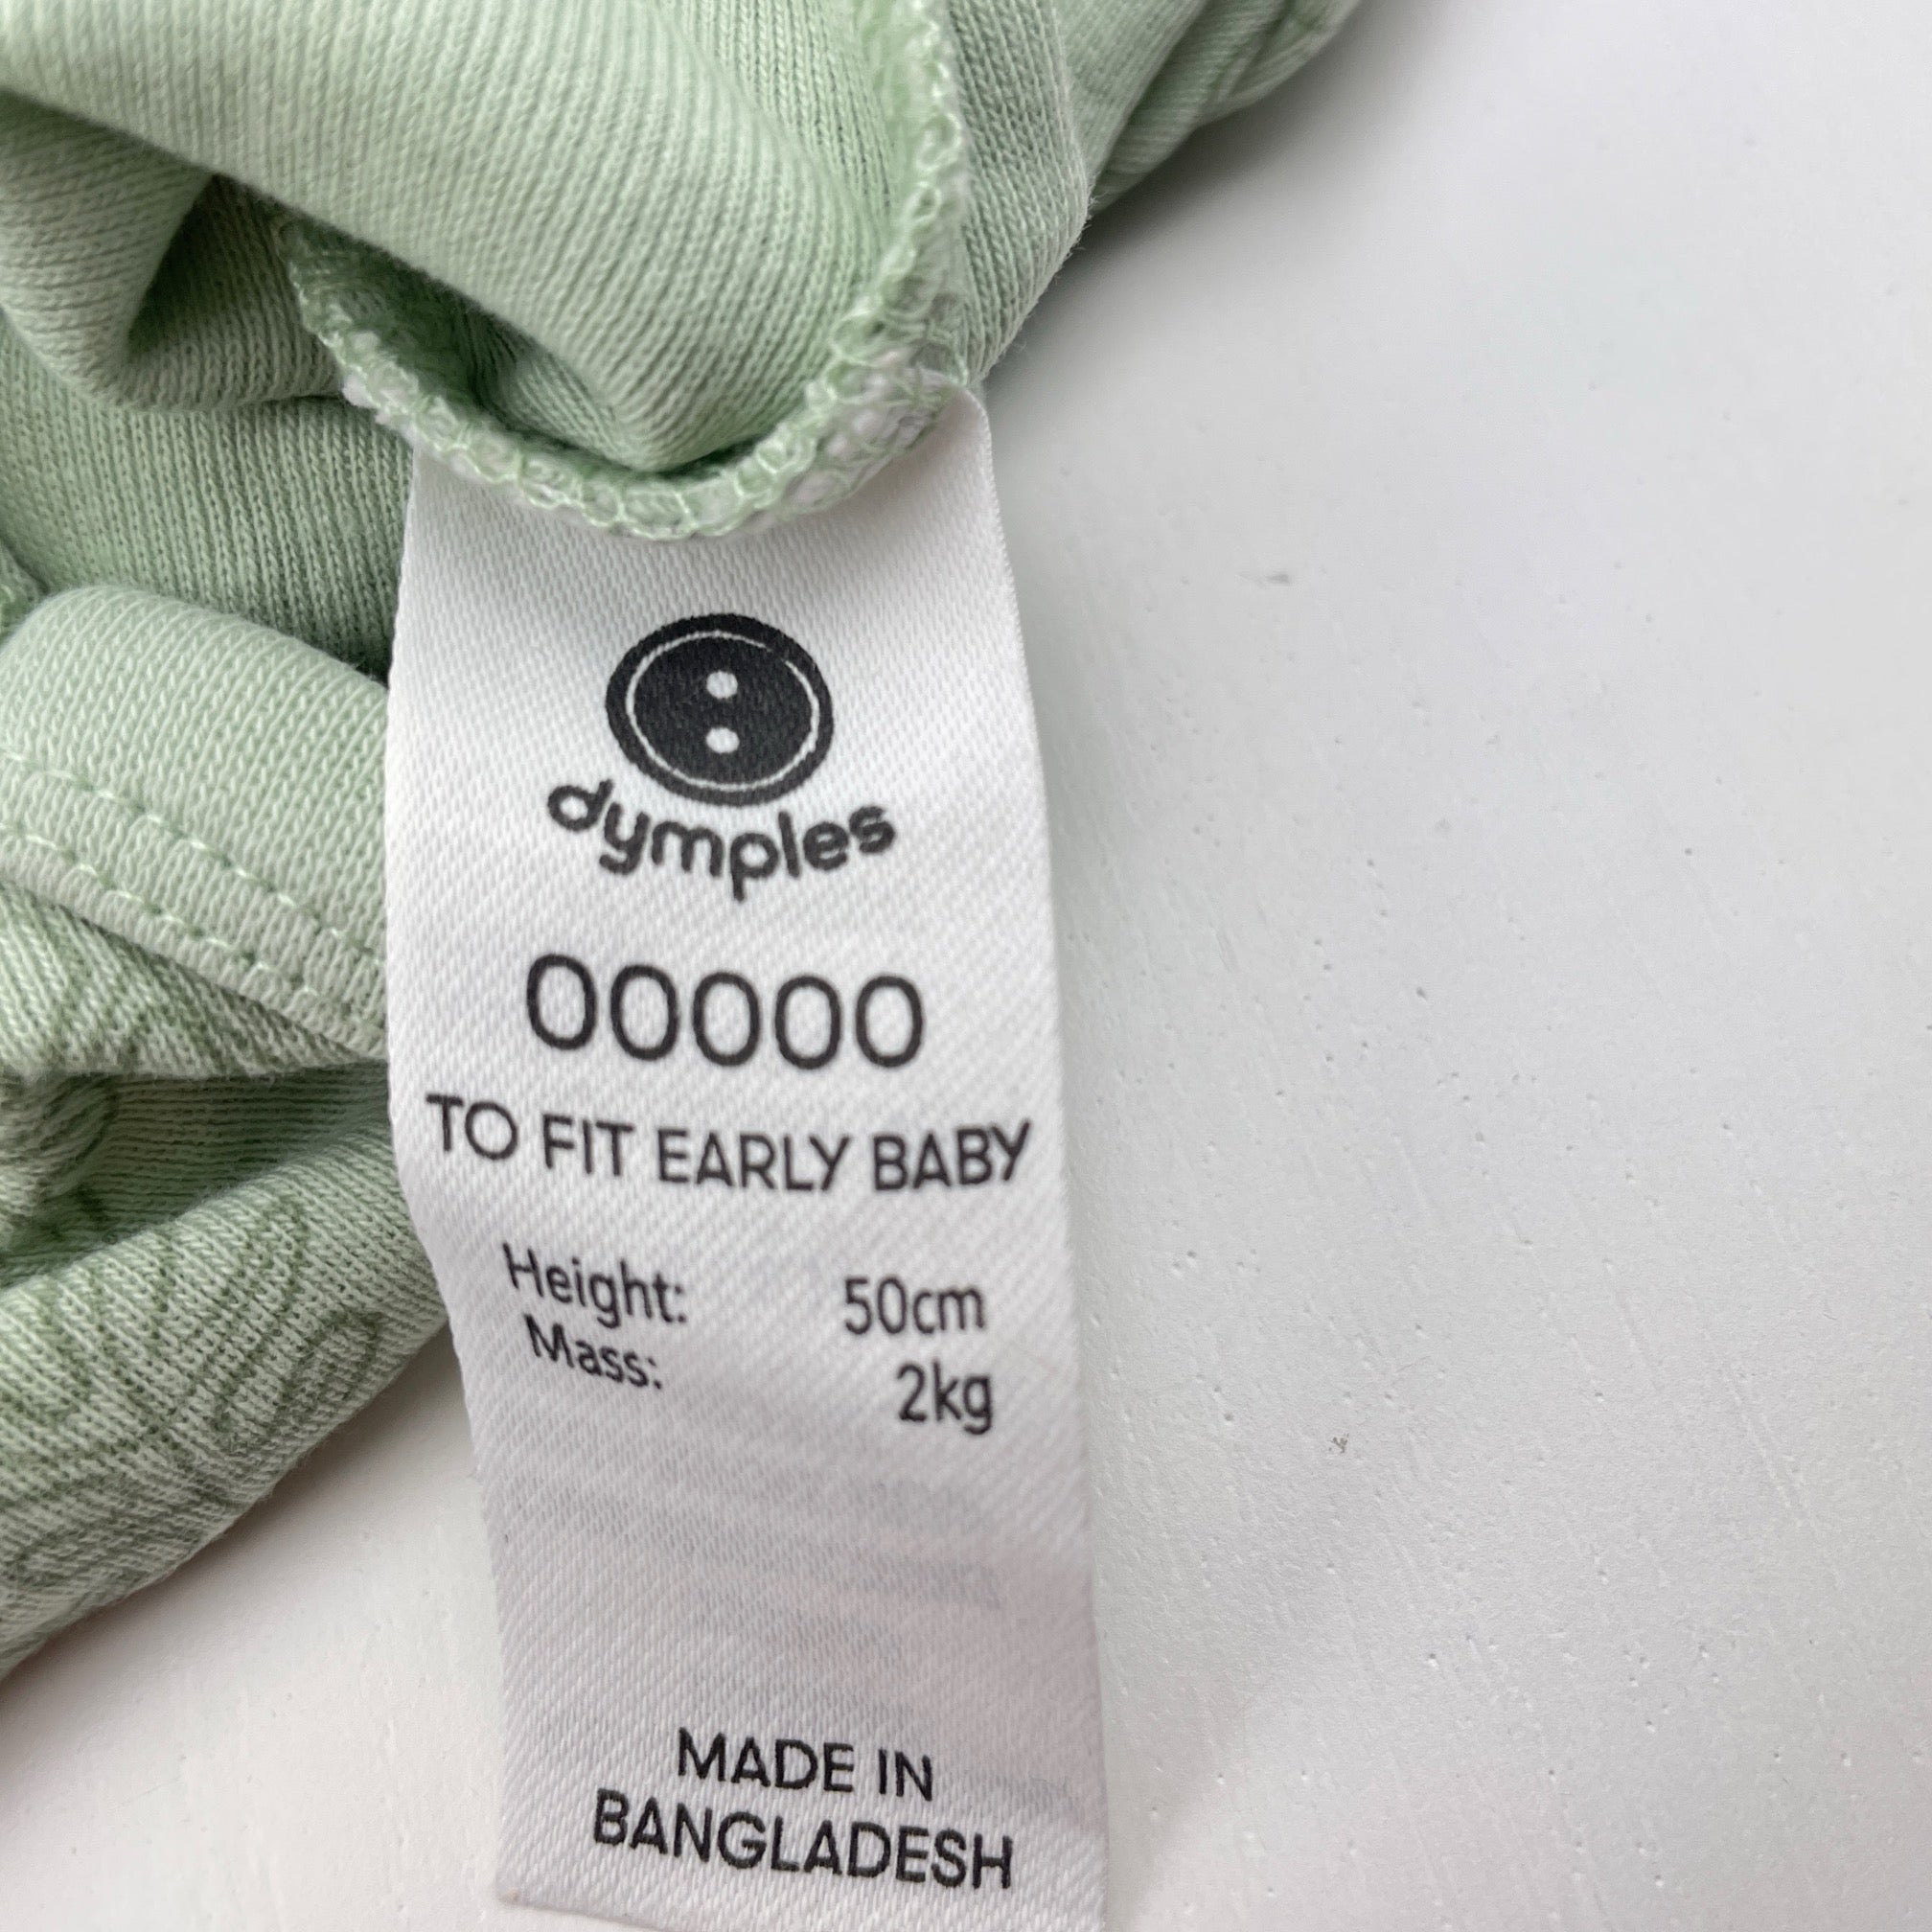 dymples
00000
TO FIT EARLY BABY
Height: 50cm
Mass: 2kg
MADE IN
BANGLADESH